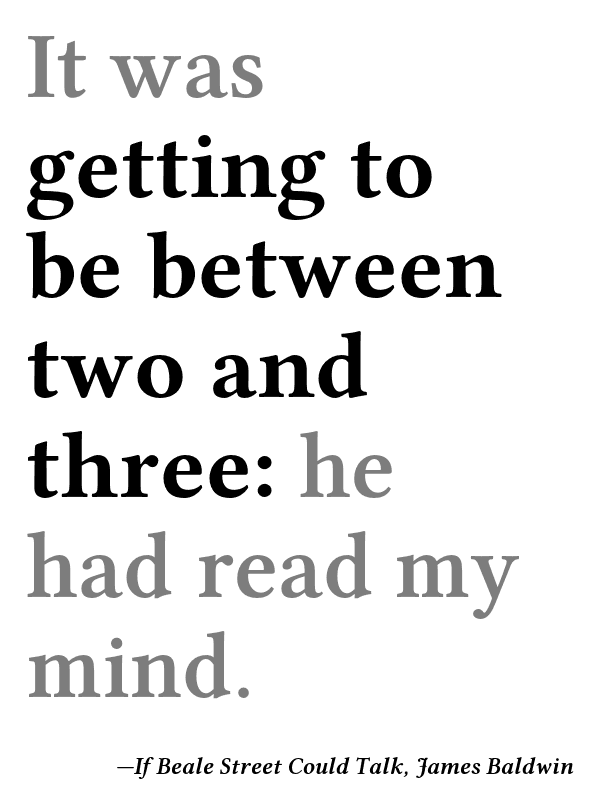 It was
getting to
be between
two and
three: he
had read my
mind.
—If Beale Street Could Talk, James Baldwin